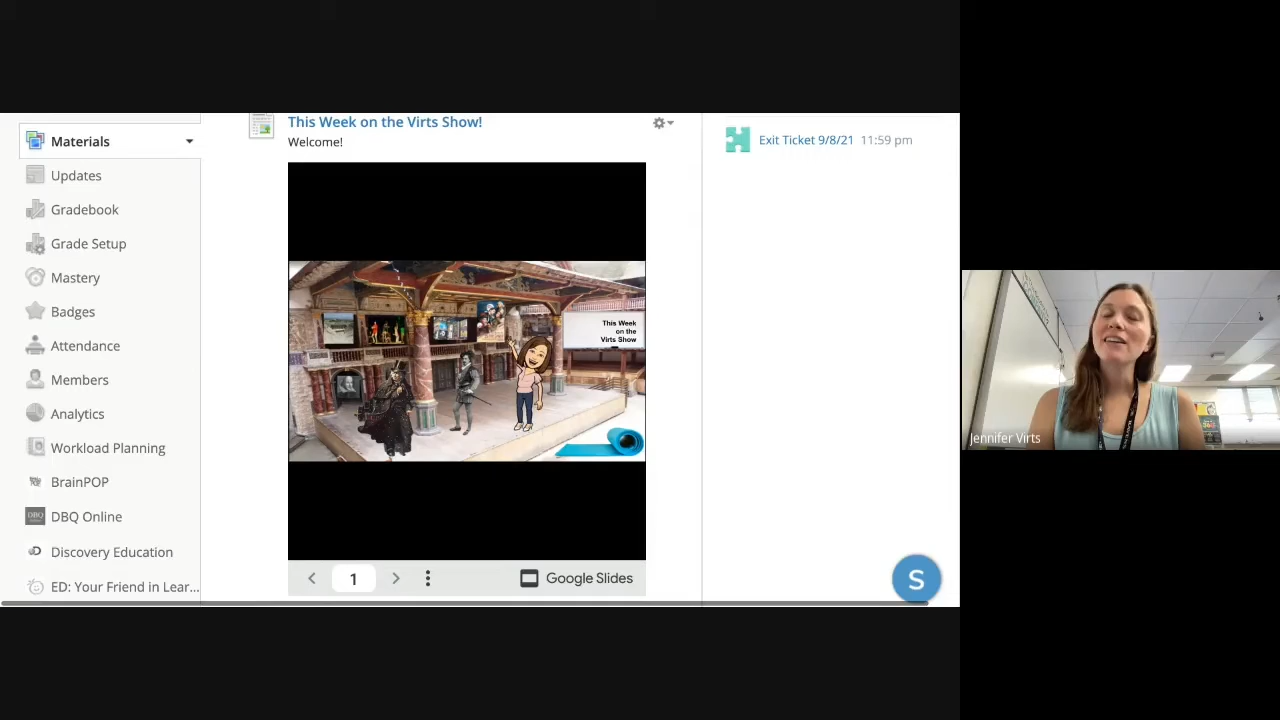 Materials
Updates
Gradebook
Grade Setup
Mastery
Badges
Attendance
Members
Analytics
Workload Planning
BrainPOP
DBQ
DBQ Online
Discovery Education
ED: Your Friend in Lear...
This Week on the Virts Show!
Welcome!
This Week
on the
Virts Show
1
Google Slides
Exit Ticket 9/8/21 11:59 pm
S
Jennifer Virts